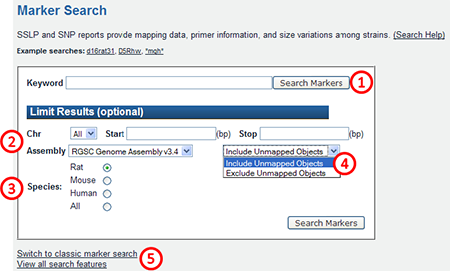 Marker Search
SSLP and SNP reports provde mapping data, primer information, and size variations among strains. (Search Help)
Example searches: d16rat31, D5Rhw, *mgh*
Keyword Search Markers 1
Limit Results (optional)
2 Chr All Start (bp) Stop (bp)
Assembly RGSC Genome Assembly v3.4 Include Unmapped Objects
Include Unmapped Objects 4
Exclude Unmapped Objects
3 Species: Rat
Mouse
Human
All
Search Markers
Switch to classic marker search 5
View all search features